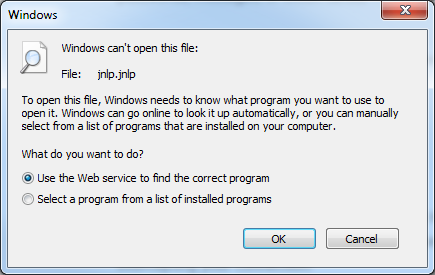 Windows
Windows can't open this file:
File: jnlp.jnlp
To open this file, Windows needs to know what program you want to use to
open it. Windows can go online to look it up automatically, or you can manually
select from a list of programs that are installed on your computer.
What do you want to do?
Use the Web service to find the correct program
Select a program from a list of installed programs
OK Cancel